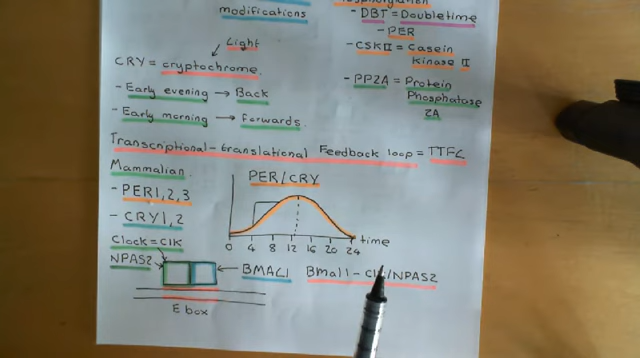 modifications
Phosphorylation
- DBT = Doubletime
- PER
- CSKII = Casein
kinase II
- PP2A = Protein
Phosphatase
2A
Light
CRY = cryptochrome
- Early evening → Back
- Early morning → Forwards
Transcriptional-translational Feedback loop = TTFL
Mammalian
- PER1,2,3
- CRY1,2
Clock = Clk
NPAS2
BMAL1
E box
PER/CRY
0 4 8 12 16 20 24 time
Bmal1 - Clk/NPAS2